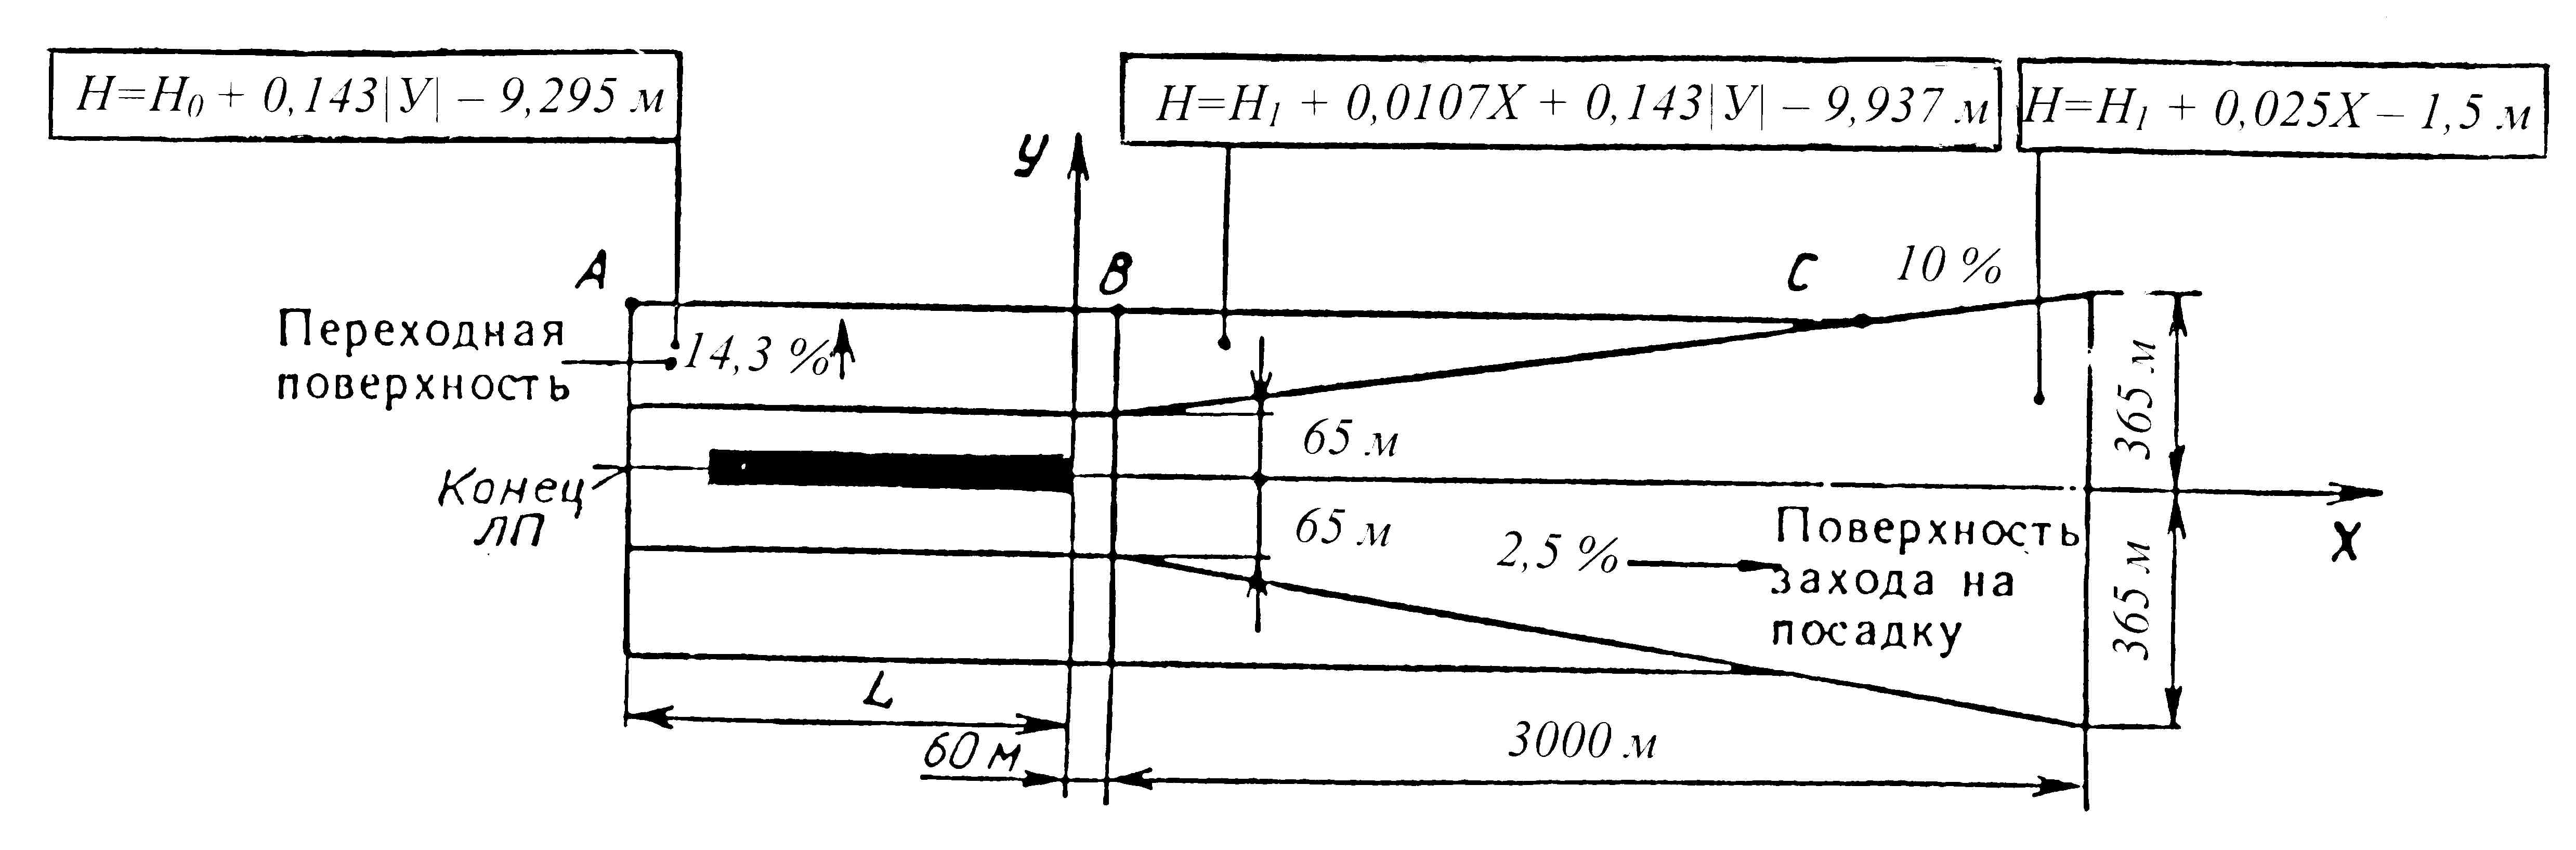 H=H₀ + 0,143|У| – 9,295 м
H=H₁ + 0,0107X + 0,143|У| – 9,937 м
H=H₁ + 0,025X – 1,5 м
У
А
В
С
10 %
Переходная
поверхность
14,3 %
365 м
65 м
Конец
ЛП
65 м
2,5 %
Поверхность
захода на
посадку
X
365 м
L
60 м
3000 м